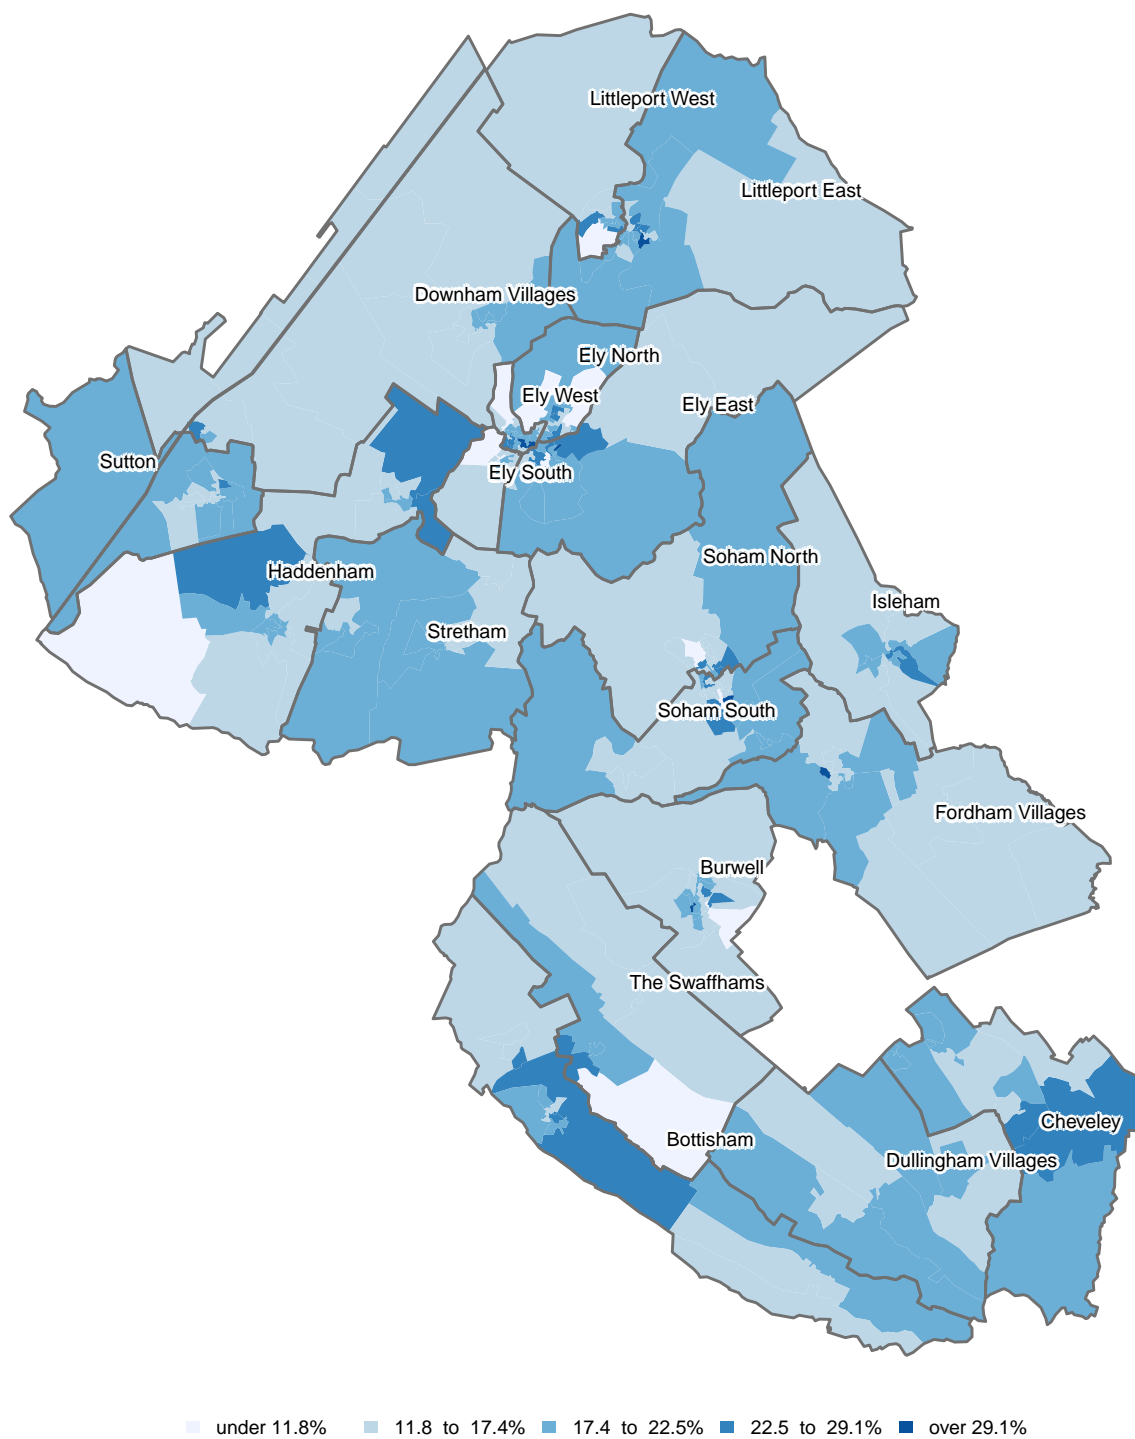 Littleport West
Littleport East
Downham Villages
Ely North
Ely West
Ely East
Sutton
Ely South
Soham North
Haddenham
Isleham
Stretham
Soham South
Fordham Villages
Burwell
The Swaffhams
Cheveley
Bottisham
Dullingham Villages
under 11.8% 11.8 to 17.4% 17.4 to 22.5% 22.5 to 29.1% over 29.1%